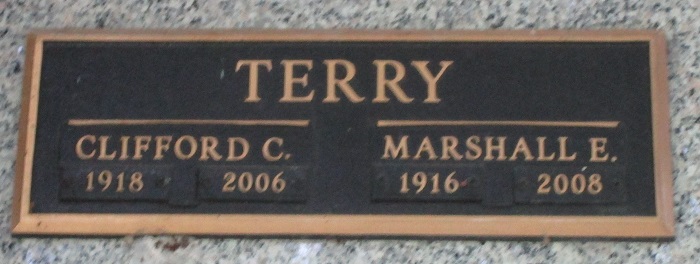 TERRY
CLIFFORD C. MARSHALL E.
1918 2006 1916 2008